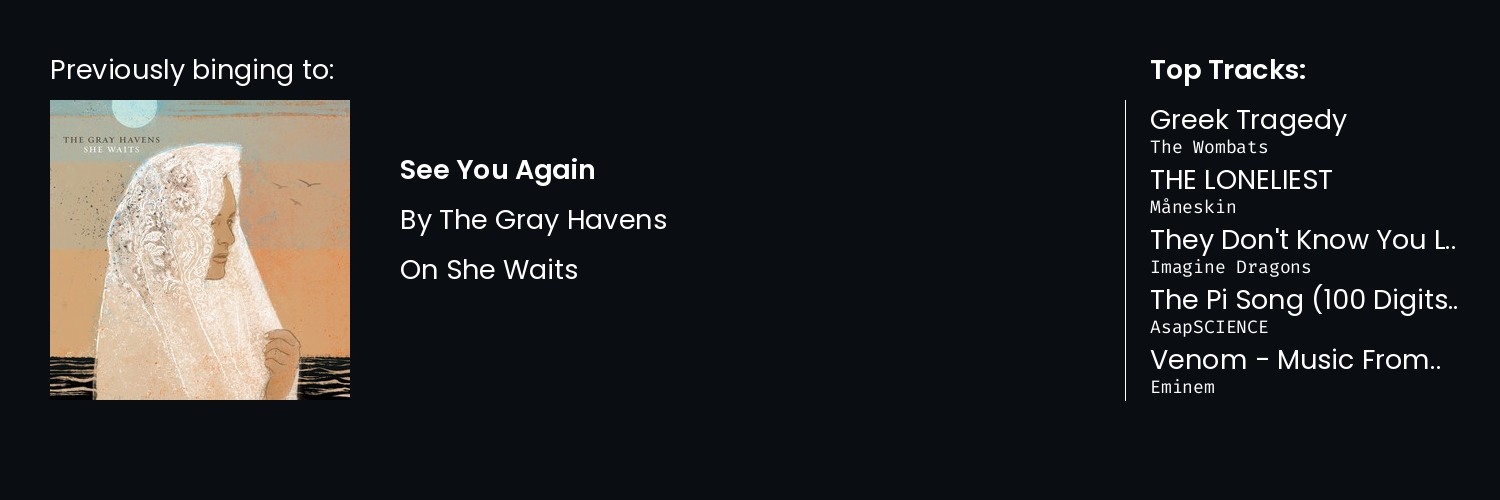 Previously binging to:
THE GRAY HAVENS
SHE WAITS
See You Again
By The Gray Havens
On She Waits
Top Tracks:
Greek Tragedy
The Wombats
THE LONELIEST
Måneskin
They Don't Know You L..
Imagine Dragons
The Pi Song (100 Digits..
AsapSCIENCE
Venom - Music From..
Eminem